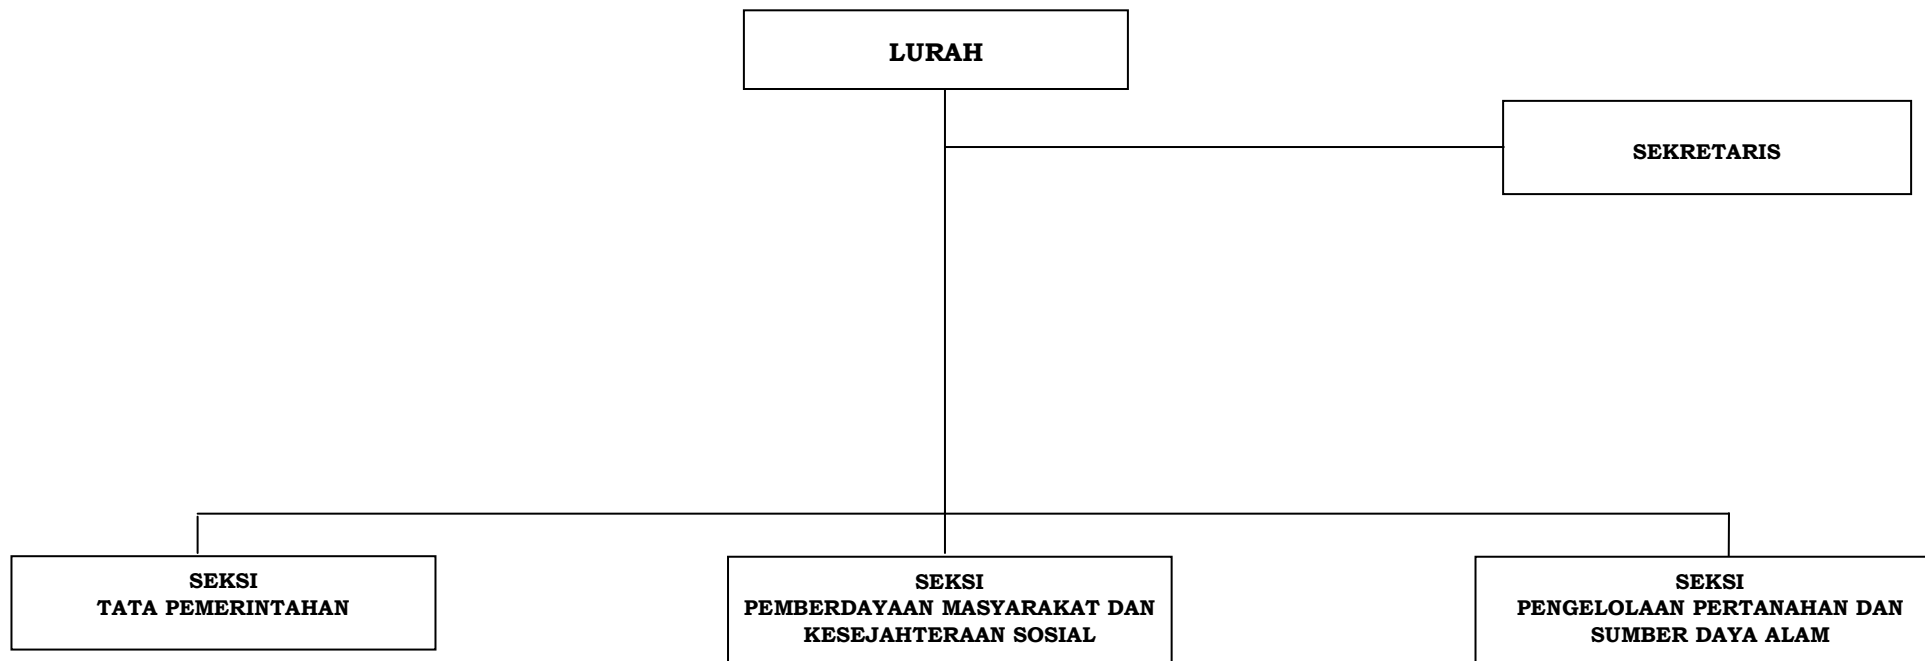 LURAH
SEKRETARIS
SEKSI
TATA PEMERINTAHAN
SEKSI
PEMBERDAYAAN MASYARAKAT DAN
KESEJAHTERAAN SOSIAL
SEKSI
PENGELOLAAN PERTANAHAN DAN
SUMBER DAYA ALAM